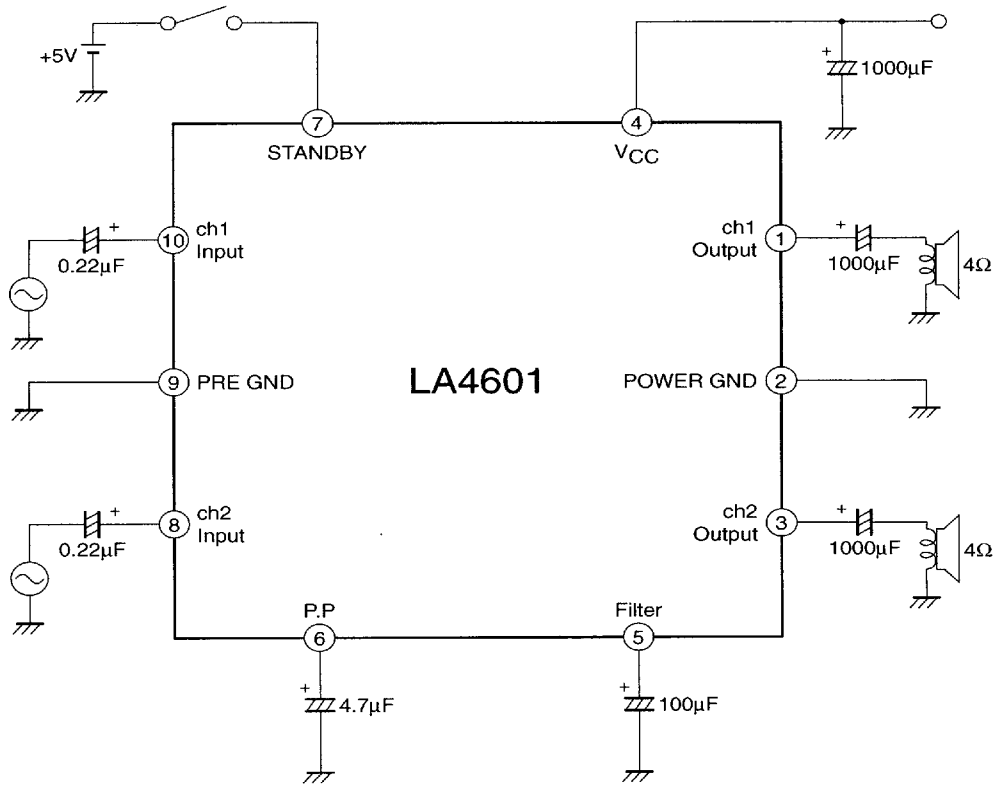 +5V
1000µF
7
STANDBY
4
VCC
+
+
10
ch1
Input
0.22µF
ch1
Output
1
+
1000µF
4Ω
9
PRE GND
LA4601
POWER GND
2
+
8
ch2
Input
0.22µF
ch2
Output
3
+
1000µF
4Ω
P.P
6
Filter
5
+
4.7µF
+
100µF